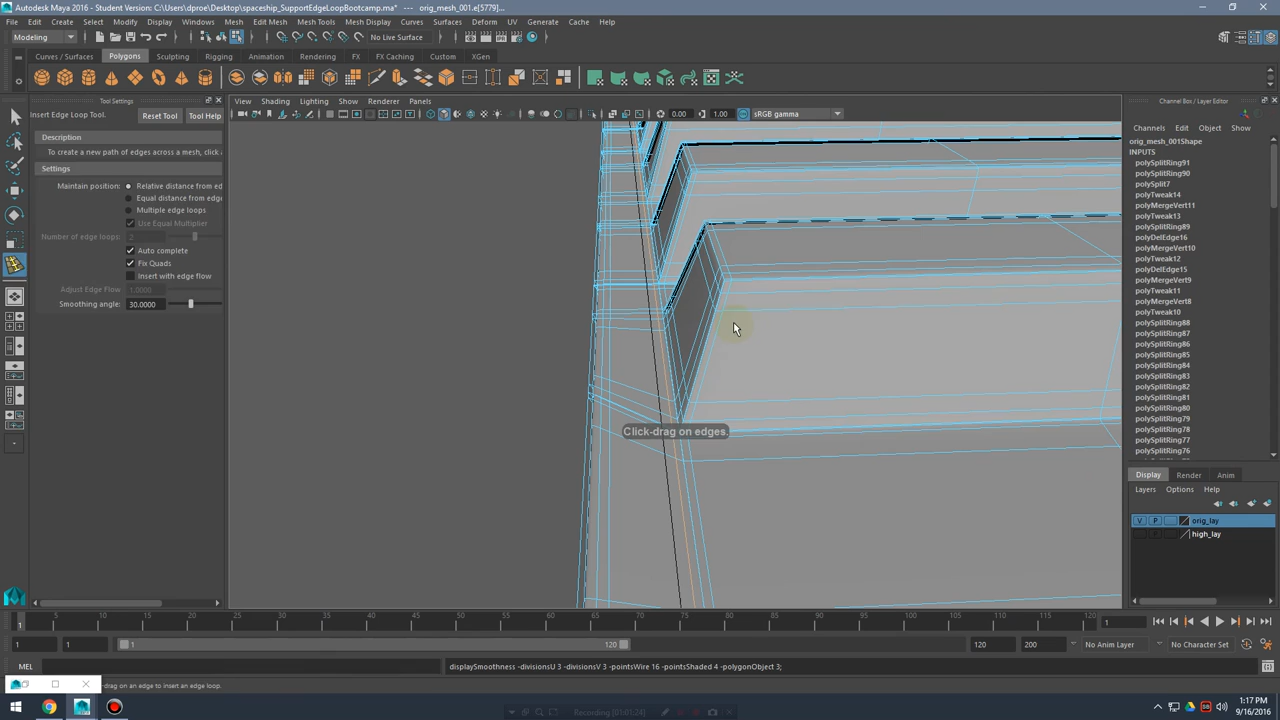 Autodesk Maya 2016 - Student Version: C:\Users\dproe\Desktop\spaceship_SupportEdgeLoopBootcamp.ma* --- orig_mesh_001.e[5779]...
File Edit Create Select Modify Display Windows Mesh Edit Mesh Mesh Tools Mesh Display Curves Surfaces Deform UV Generate Cache Help
Modeling No Live Surface
Curves / Surfaces Polygons Sculpting Rigging Animation Rendering FX FX Caching Custom XGen
Tool Settings
Insert Edge Loop Tool. Reset Tool Tool Help
Description
To create a new path of edges across a mesh, click
Settings
Maintain position: Relative distance from ed
Equal distance from edge
Multiple edge loops
Use Equal Multiplier
Number of edge loops: 2
Auto complete
Fix Quads
Insert with edge flow
Adjust Edge Flow: 1.0000
Smoothing angle: 30.0000
View Shading Lighting Show Renderer Panels
0.00 1.00 sRGB gamma
Click-drag on edges.
Channel Box / Layer Editor
Channels Edit Object Show
orig_mesh_001Shape
INPUTS
polySplitRing91
polySplitRing90
polySplit7
polyTweak14
polyMergeVert11
polyTweak13
polySplitRing89
polyDelEdge16
polyMergeVert10
polyTweak12
polyDelEdge15
polyTweak11
polyMergeVert8
polyTweak10
polySplitRing88
polySplitRing87
polySplitRing86
polySplitRing85
polySplitRing84
polySplitRing83
polySplitRing82
polySplitRing81
polySplitRing80
polySplitRing79
polySplitRing78
polySplitRing77
polySplitRing76
Display Render Anim
Layers Options Help
V P orig_lay
high_lay
5 10 15 20 25 30 35 40 45 50 55 60 65 70 75 80 85 90 95 100 105 110 115 120
1 1
1 1 1 120 120 200 No Anim Layer No Character Set
MEL displaySmoothness -divisionsU 3 -divisionsV 3 -pointsWire 16 -pointsShaded 4 -polygonObject 3;
drag on an edge to insert an edge loop.
Recording [01:01:24]
1:17 PM
9/16/2016